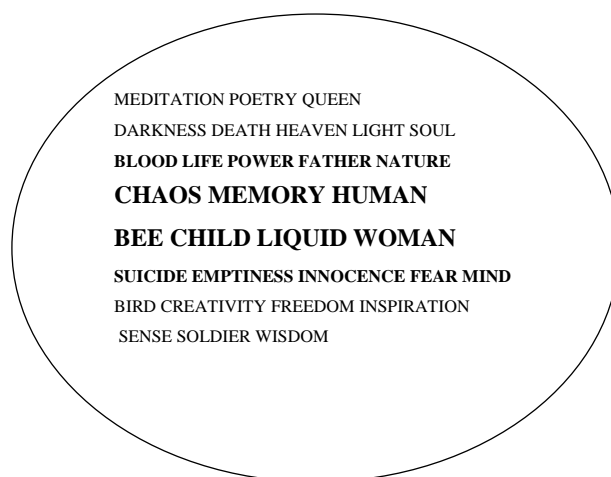 MEDITATION POETRY QUEEN
DARKNESS DEATH HEAVEN LIGHT SOUL
BLOOD LIFE POWER FATHER NATURE
CHAOS MEMORY HUMAN
BEE CHILD LIQUID WOMAN
SUICIDE EMPTINESS INNOCENCE FEAR MIND
BIRD CREATIVITY FREEDOM INSPIRATION
SENSE SOLDIER WISDOM